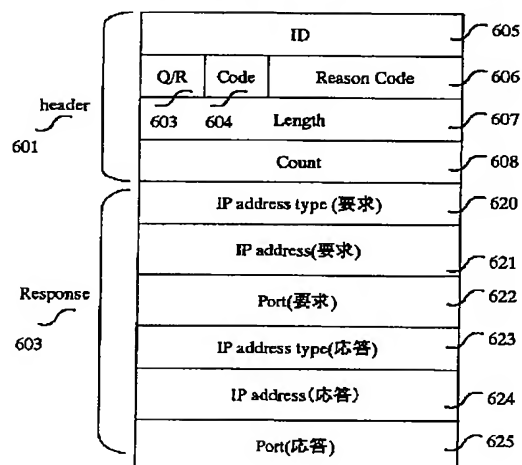 ID
605
Q/R
Code
Reason Code
606
header
601
603
604
Length
607
Count
608
IP address type (要求)
620
IP address(要求)
621
Port(要求)
622
Response
603
IP address type(応答)
623
IP address(応答)
624
Port(応答)
625